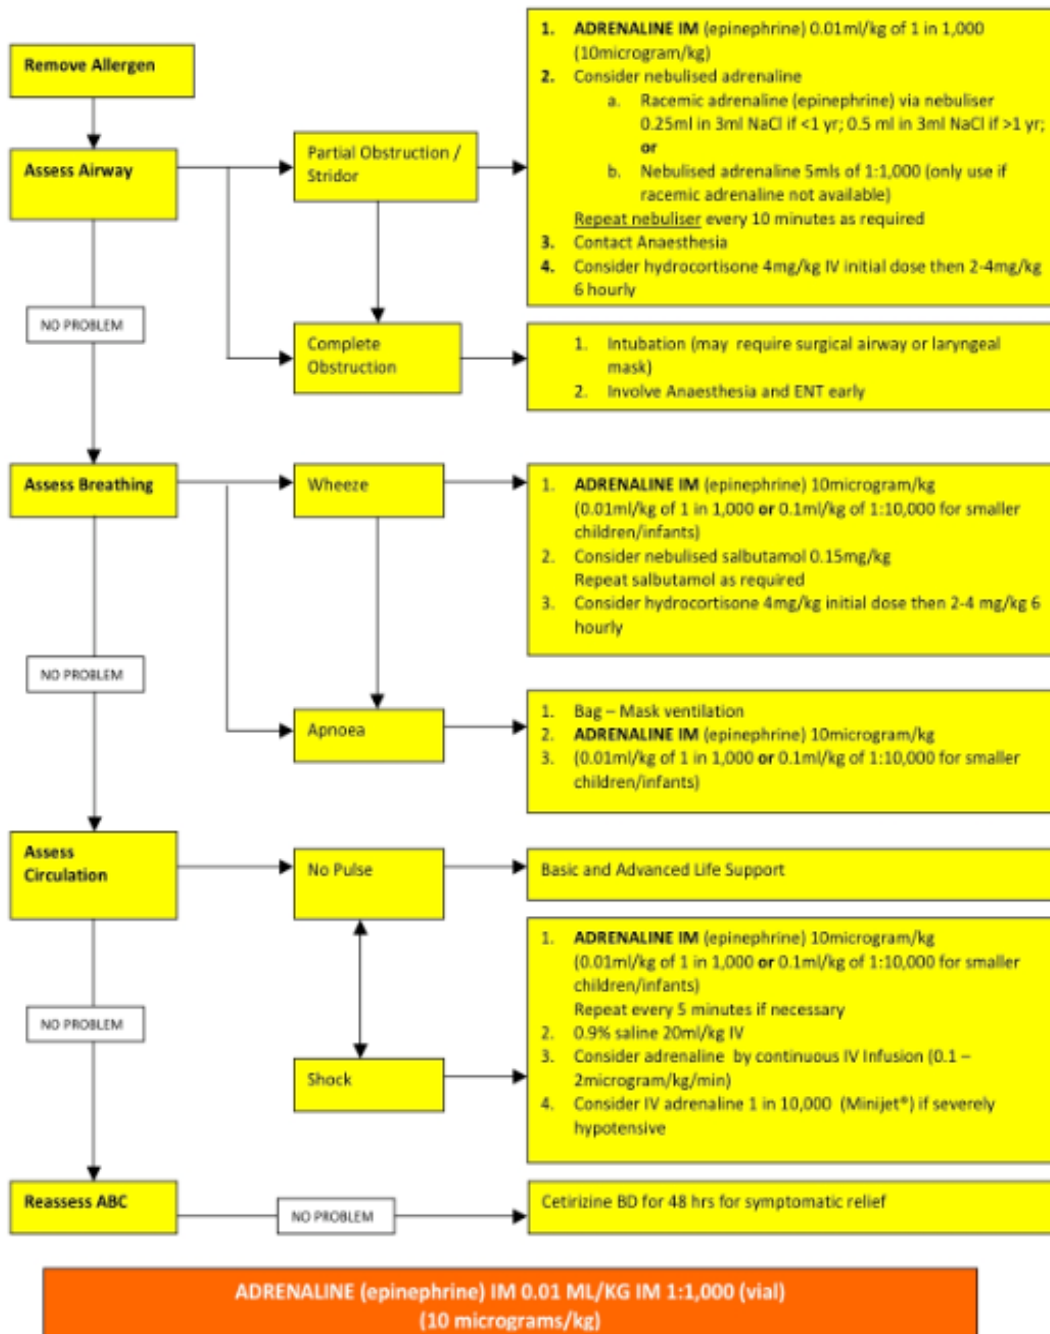 Remove Allergen
Assess Airway
Partial Obstruction /
Stridor
1. ADRENALINE IM (epinephrine) 0.01ml/kg of 1 in 1,000
(10microgram/kg)
2. Consider nebulised adrenaline
a. Racemic adrenaline (epinephrine) via nebuliser
0.25ml in 3ml NaCl if <1 yr; 0.5 ml in 3ml NaCl if >1 yr;
or
b. Nebulised adrenaline 5mls of 1:1,000 (only use if
racemic adrenaline not available)
Repeat nebuliser every 10 minutes as required
3. Contact Anaesthesia
4. Consider hydrocortisone 4mg/kg IV initial dose then 2-4mg/kg
6 hourly
NO PROBLEM
Complete
Obstruction
1. Intubation (may require surgical airway or laryngeal
mask)
2. Involve Anaesthesia and ENT early
Assess Breathing
Wheeze
1. ADRENALINE IM (epinephrine) 10microgram/kg
(0.01ml/kg of 1 in 1,000 or 0.1ml/kg of 1:10,000 for smaller
children/infants)
2. Consider nebulised salbutamol 0.15mg/kg
Repeat salbutamol as required
3. Consider hydrocortisone 4mg/kg initial dose then 2-4 mg/kg 6
hourly
NO PROBLEM
Apnoea
1. Bag – Mask ventilation
2. ADRENALINE IM (epinephrine) 10microgram/kg
3. (0.01ml/kg of 1 in 1,000 or 0.1ml/kg of 1:10,000 for smaller
children/infants)
Assess
Circulation
No Pulse
Basic and Advanced Life Support
NO PROBLEM
Shock
1. ADRENALINE IM (epinephrine) 10microgram/kg
(0.01ml/kg of 1 in 1,000 or 0.1ml/kg of 1:10,000 for smaller
children/infants)
Repeat every 5 minutes if necessary
2. 0.9% saline 20ml/kg IV
3. Consider adrenaline by continuous IV Infusion (0.1 –
2microgram/kg/min)
4. Consider IV adrenaline 1 in 10,000 (Minijet®) if severely
hypotensive
Reassess ABC
NO PROBLEM
Cetirizine BD for 48 hrs for symptomatic relief
ADRENALINE (epinephrine) IM 0.01 ML/KG IM 1:1,000 (vial)
(10 micrograms/kg)